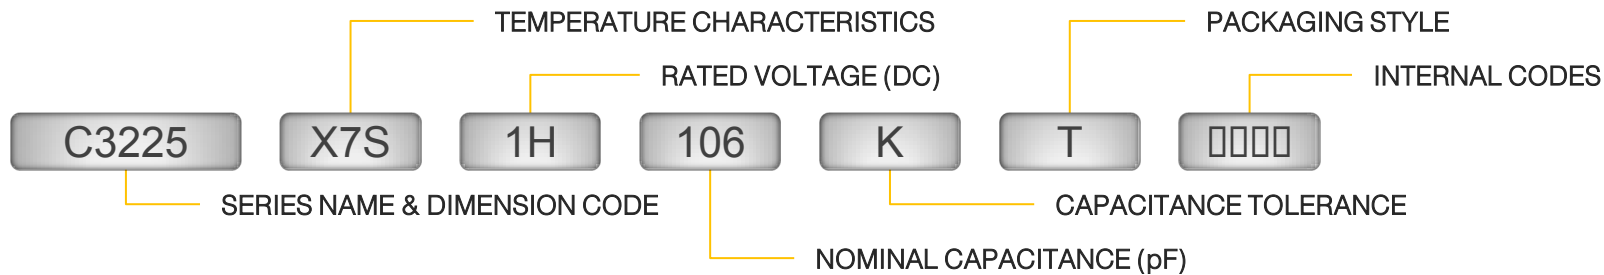 TEMPERATURE CHARACTERISTICS
PACKAGING STYLE
RATED VOLTAGE (DC)
INTERNAL CODES
C3225 X7S 1H 106 K T ▯▯▯▯
SERIES NAME & DIMENSION CODE
CAPACITANCE TOLERANCE
NOMINAL CAPACITANCE (pF)